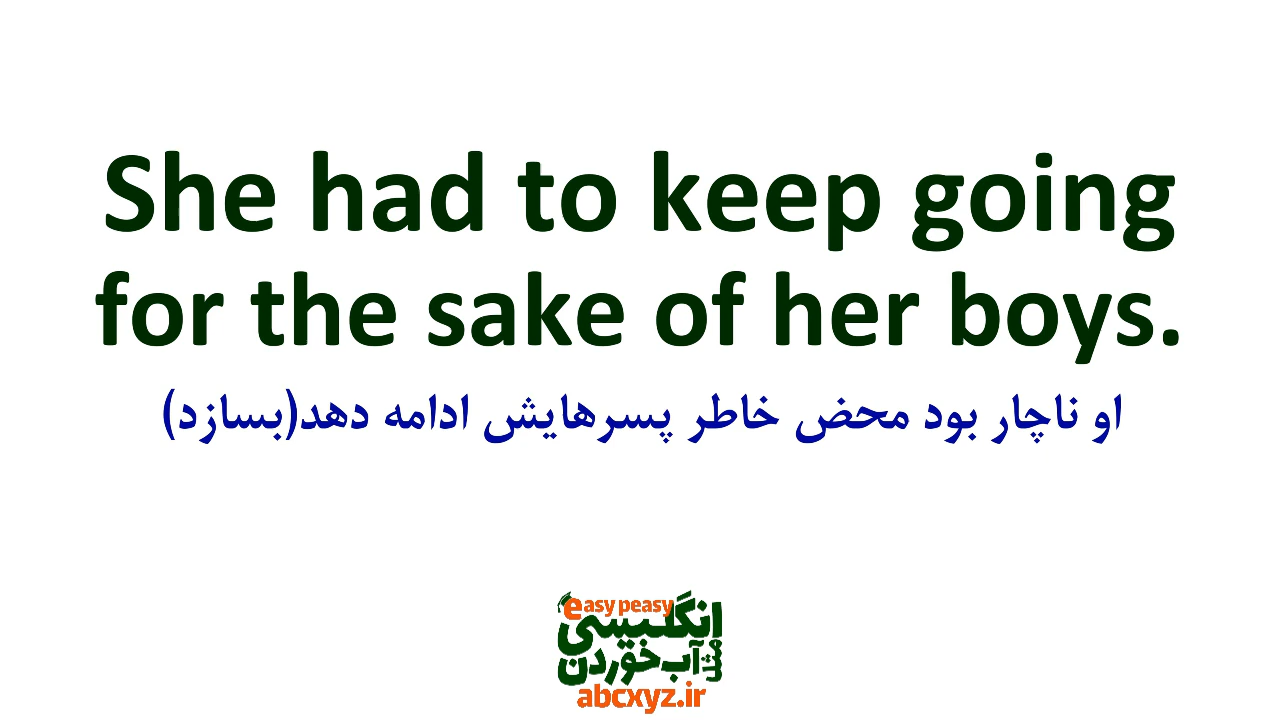 She had to keep going
for the sake of her boys.
او ناچار بود محض خاطر پسرهایش ادامه دهد(بسازد)
easy peasy
انگلیسی
مثل آب خوردن
abcxyz.ir